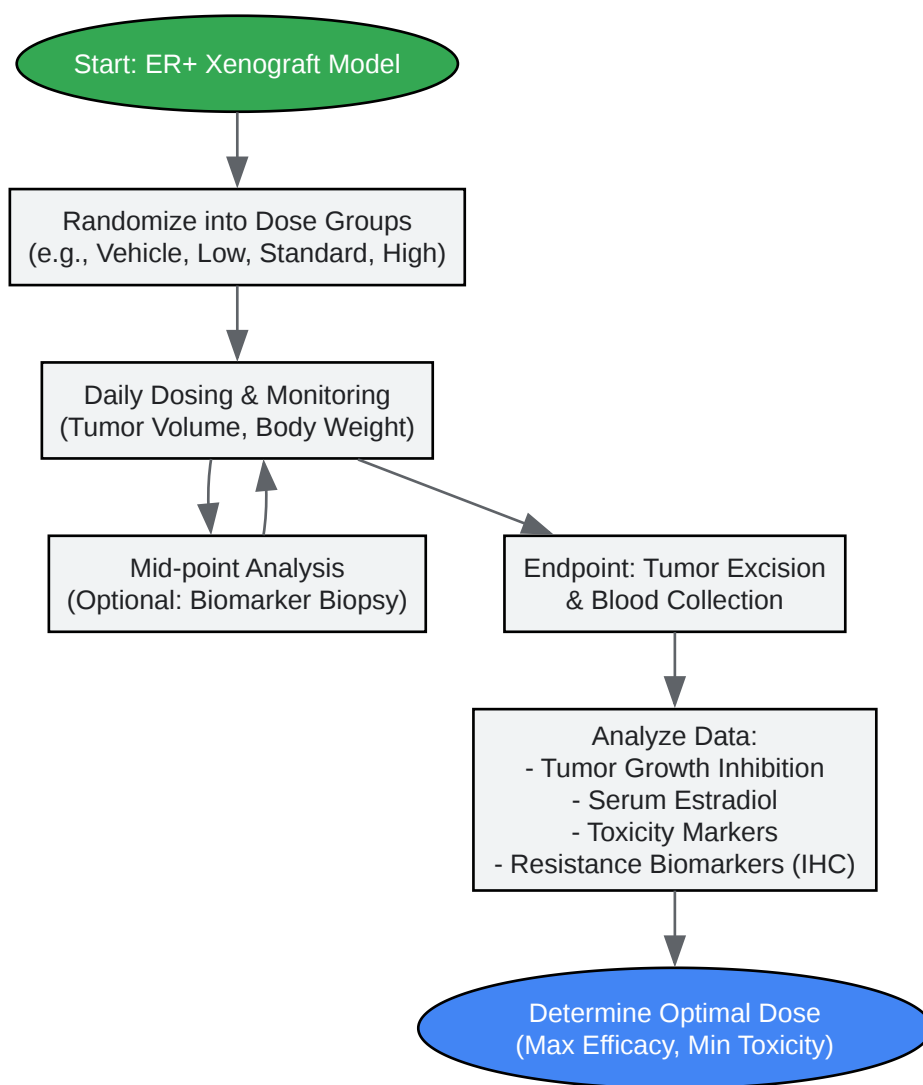 Start: ER+ Xenograft Model
Randomize into Dose Groups
(e.g., Vehicle, Low, Standard, High)
Daily Dosing & Monitoring
(Tumor Volume, Body Weight)
Mid-point Analysis
(Optional: Biomarker Biopsy)
Endpoint: Tumor Excision
& Blood Collection
Analyze Data:
- Tumor Growth Inhibition
- Serum Estradiol
- Toxicity Markers
- Resistance Biomarkers (IHC)
Determine Optimal Dose
(Max Efficacy, Min Toxicity)